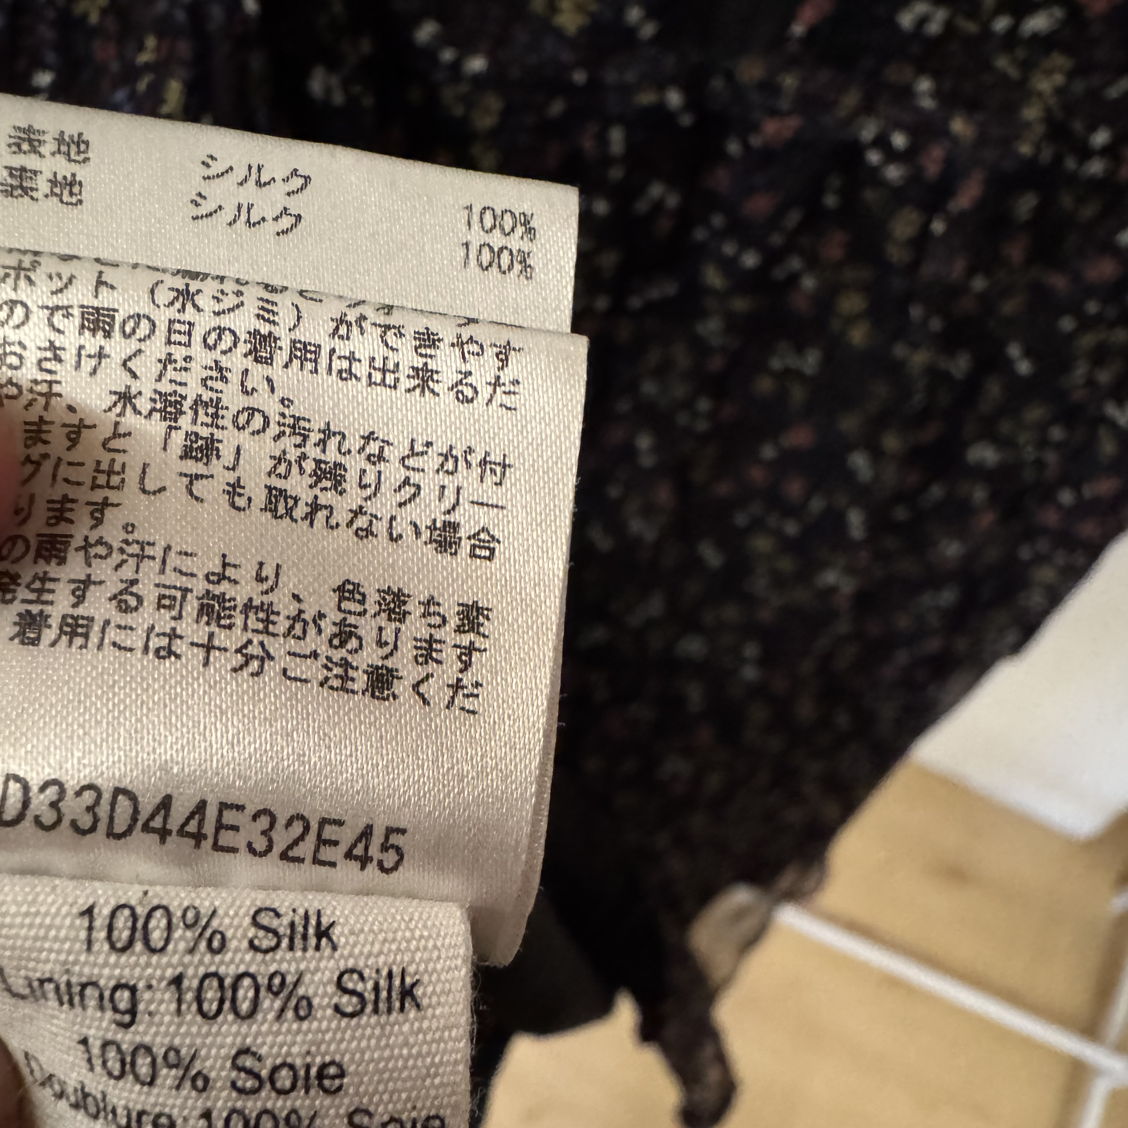 表地 シルク 100%
裏地 シルク 100%
ポット（水ジミ）ができやす
ので雨の日の着用は出来るだ
おさけください。
や汗、水溶性の汚れなどが付
ますと「跡」が残りクリー
グに出しても取れない場合
ります。
の雨や汗により、色落ち変
発生する可能性があります
着用には十分ご注意くだ
D33D44E32E45
100% Silk
Lining:100% Silk
100% Soie
Doublure:100% Soie